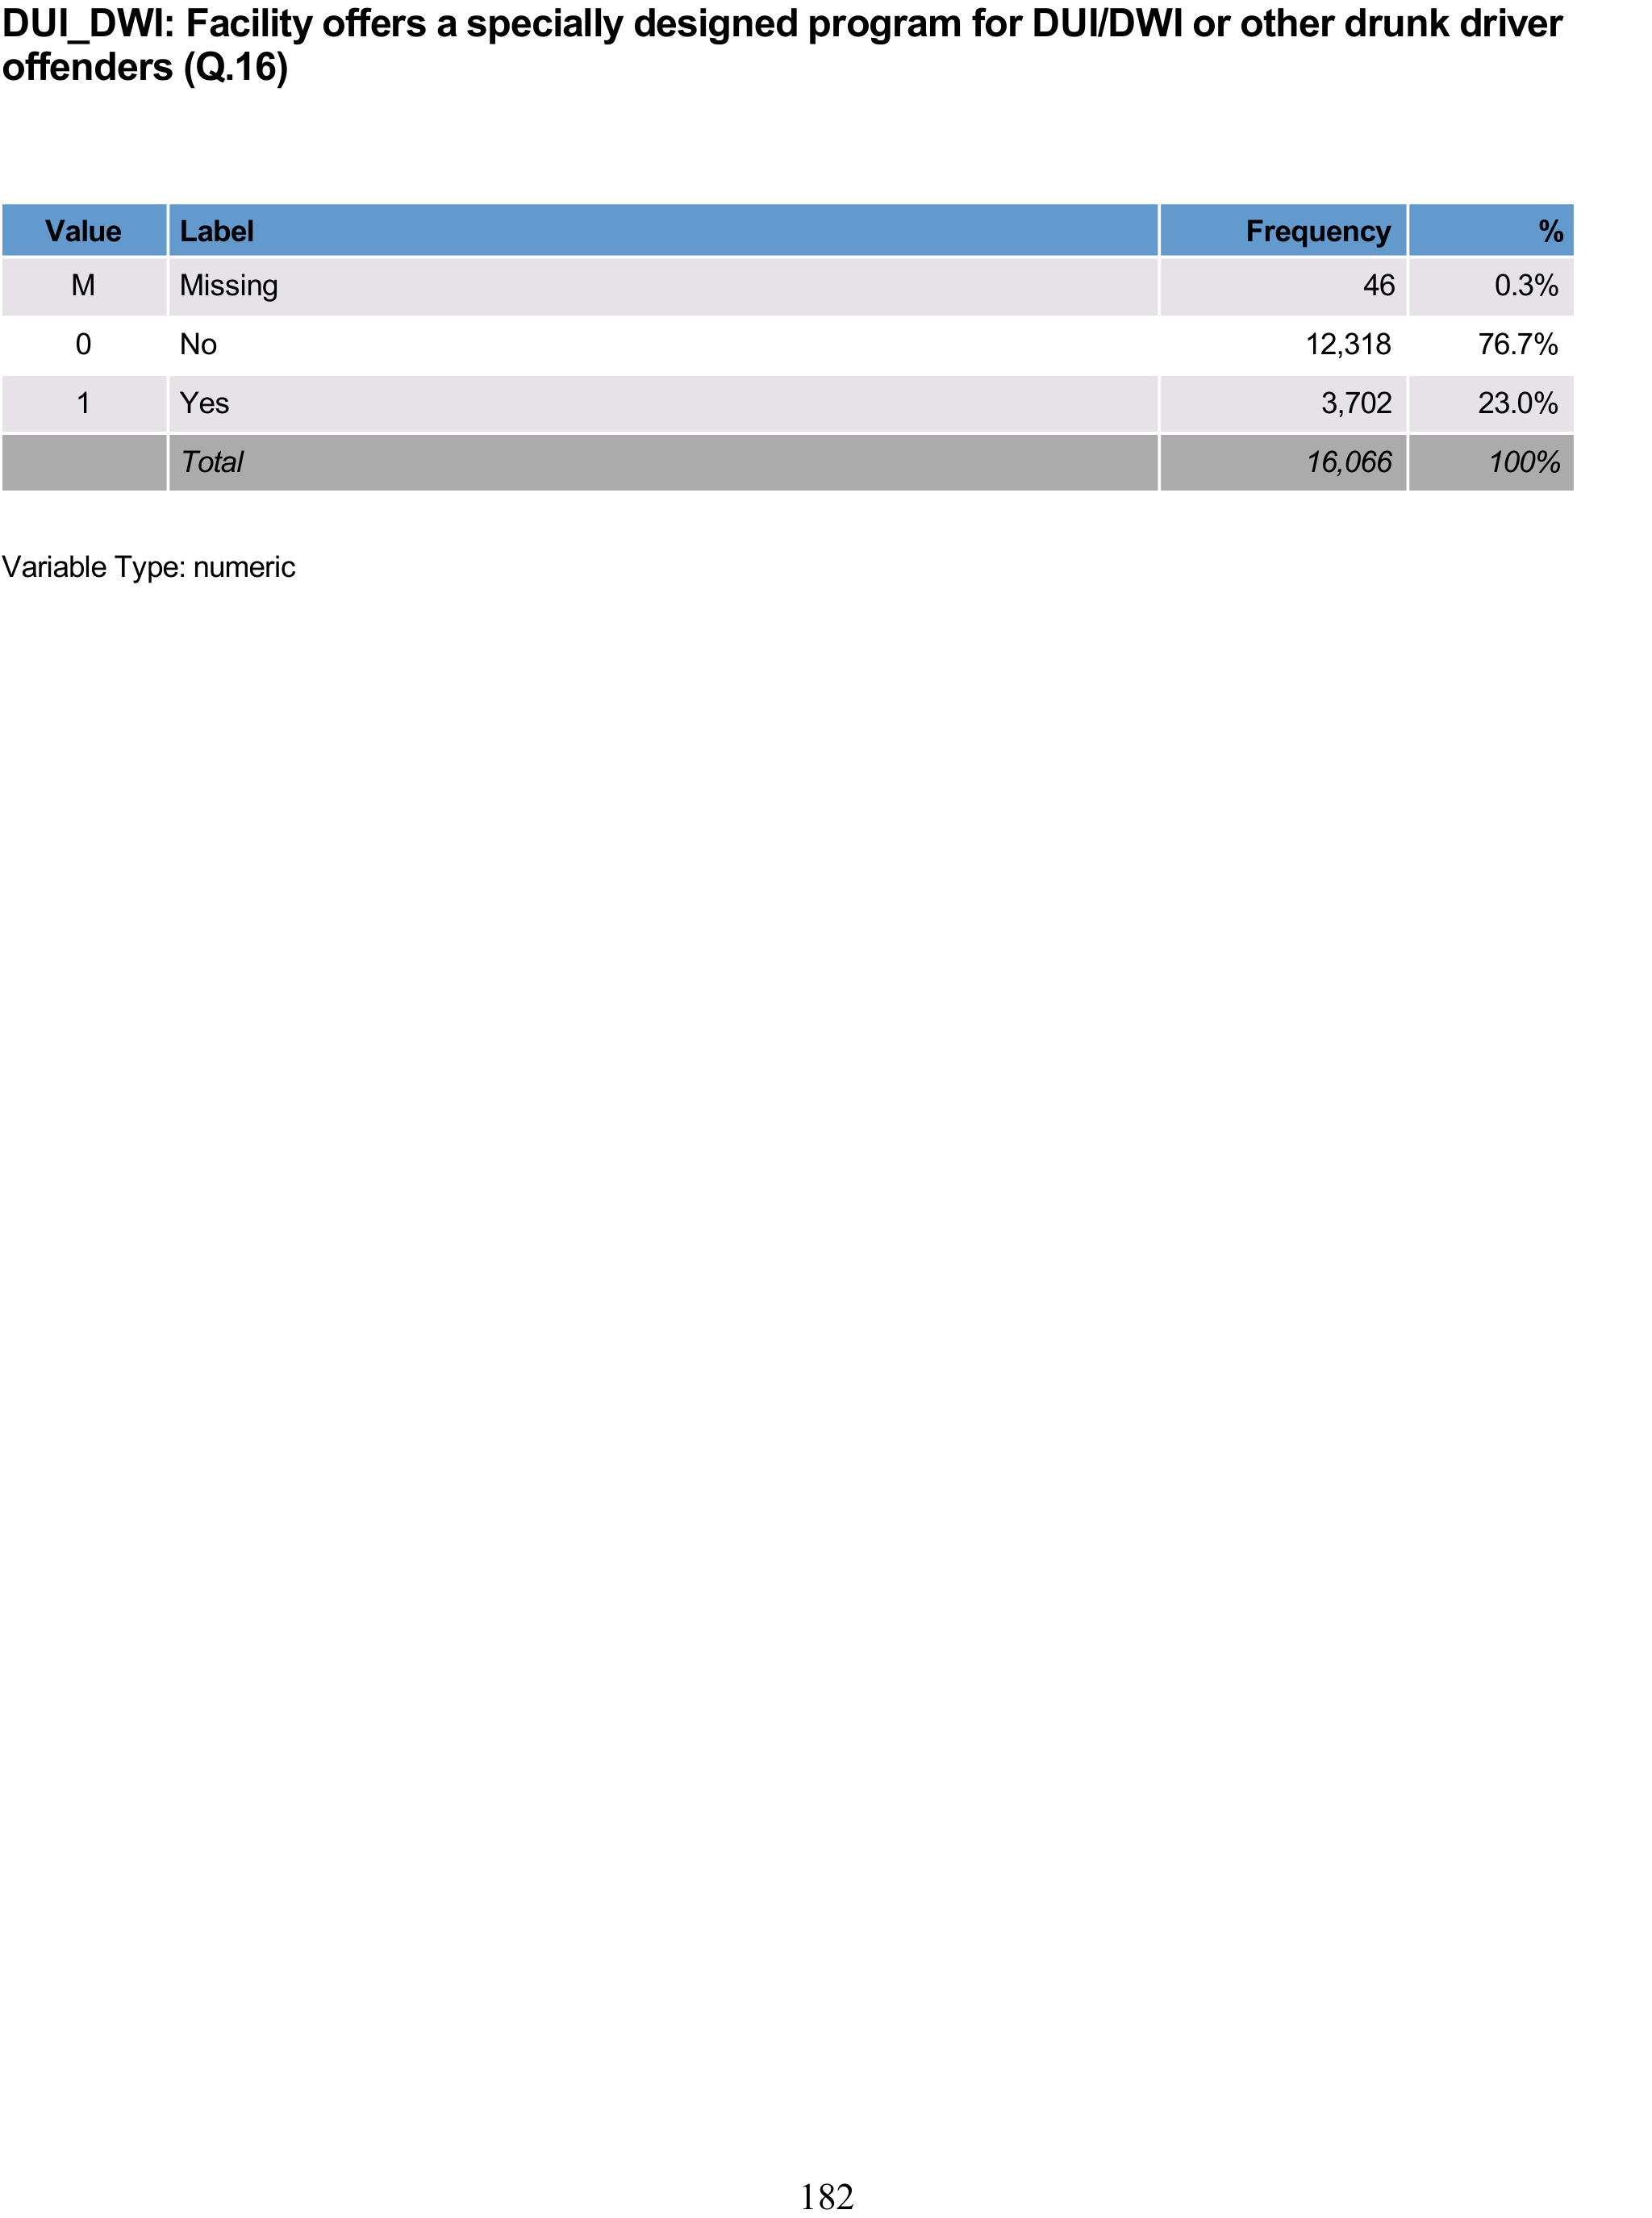 DUI_DWI: Facility offers a specially designed program for DUI/DWI or other drunk driver
offenders (Q.16)
Value Label Frequency %
M Missing 46 0.3%
0 No 12,318 76.7%
1 Yes 3,702 23.0%
Total 16,066 100%
Variable Type: numeric
182